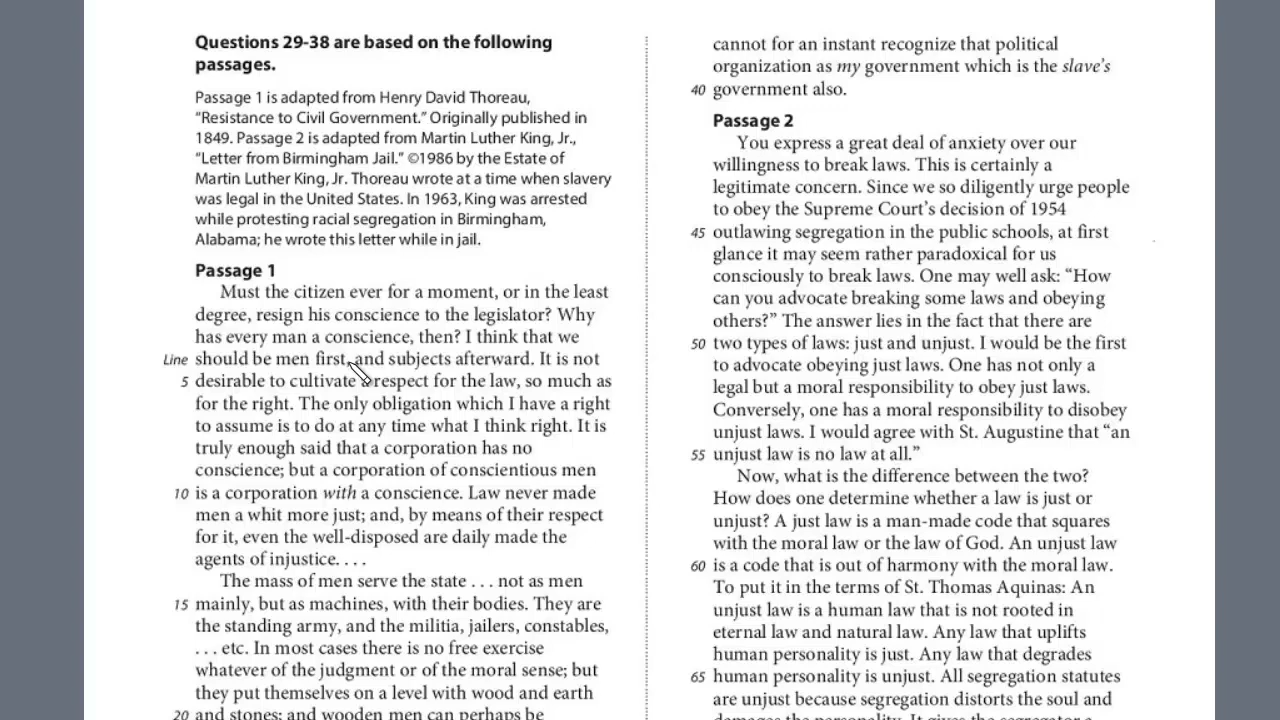 Questions 29-38 are based on the following
passages.
Passage 1 is adapted from Henry David Thoreau,
“Resistance to Civil Government.” Originally published in
1849. Passage 2 is adapted from Martin Luther King, Jr.,
“Letter from Birmingham Jail.” ©1986 by the Estate of
Martin Luther King, Jr. Thoreau wrote at a time when slavery
was legal in the United States. In 1963, King was arrested
while protesting racial segregation in Birmingham,
Alabama; he wrote this letter while in jail.
Passage 1
Must the citizen ever for a moment, or in the least
degree, resign his conscience to the legislator? Why
has every man a conscience, then? I think that we
Line should be men first, and subjects afterward. It is not
5 desirable to cultivate a respect for the law, so much as
for the right. The only obligation which I have a right
to assume is to do at any time what I think right. It is
truly enough said that a corporation has no
conscience; but a corporation of conscientious men
10 is a corporation with a conscience. Law never made
men a whit more just; and, by means of their respect
for it, even the well-disposed are daily made the
agents of injustice. . . .
The mass of men serve the state . . . not as men
15 mainly, but as machines, with their bodies. They are
the standing army, and the militia, jailers, constables,
. . . etc. In most cases there is no free exercise
whatever of the judgment or of the moral sense; but
they put themselves on a level with wood and earth
20 and stones; and wooden men can perhaps be
cannot for an instant recognize that political
organization as my government which is the slave’s
40 government also.
Passage 2
You express a great deal of anxiety over our
willingness to break laws. This is certainly a
legitimate concern. Since we so diligently urge people
to obey the Supreme Court’s decision of 1954
45 outlawing segregation in the public schools, at first
glance it may seem rather paradoxical for us
consciously to break laws. One may well ask: “How
can you advocate breaking some laws and obeying
others?” The answer lies in the fact that there are
50 two types of laws: just and unjust. I would be the first
to advocate obeying just laws. One has not only a
legal but a moral responsibility to obey just laws.
Conversely, one has a moral responsibility to disobey
unjust laws. I would agree with St. Augustine that “an
55 unjust law is no law at all.”
Now, what is the difference between the two?
How does one determine whether a law is just or
unjust? A just law is a man-made code that squares
with the moral law or the law of God. An unjust law
60 is a code that is out of harmony with the moral law.
To put it in the terms of St. Thomas Aquinas: An
unjust law is a human law that is not rooted in
eternal law and natural law. Any law that uplifts
human personality is just. Any law that degrades
65 human personality is unjust. All segregation statutes
are unjust because segregation distorts the soul and
damages the personality. It gives the segregator a